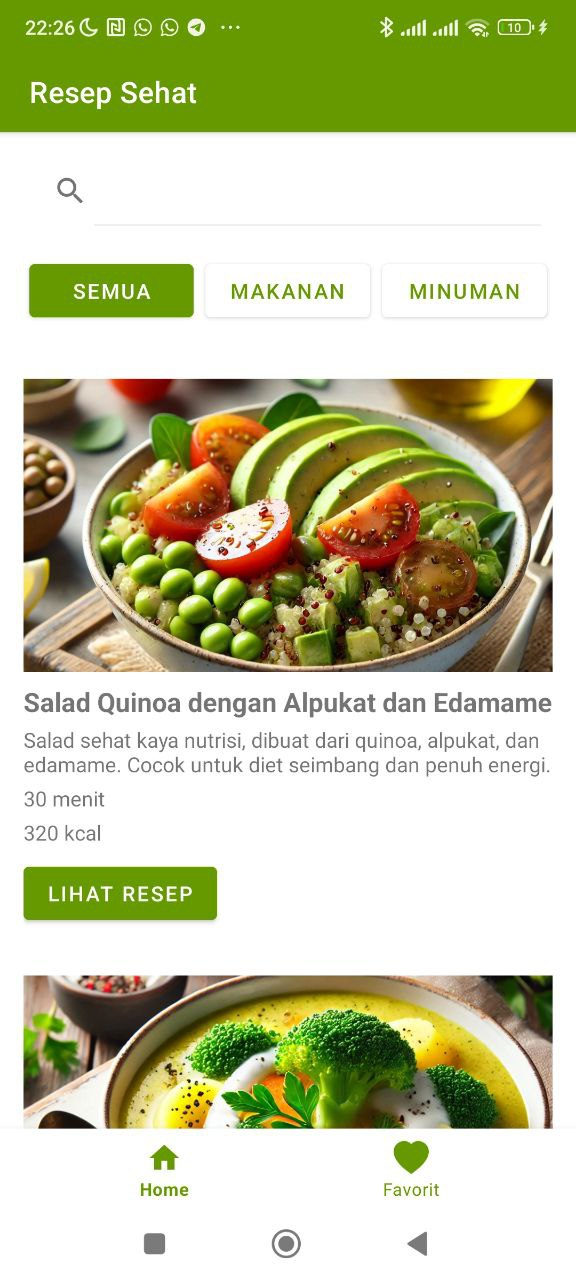 22:26
10
Resep Sehat
SEMUA
MAKANAN
MINUMAN
Salad Quinoa dengan Alpukat dan Edamame
Salad sehat kaya nutrisi, dibuat dari quinoa, alpukat, dan
edamame. Cocok untuk diet seimbang dan penuh energi.
30 menit
320 kcal
LIHAT RESEP
Home
Favorit